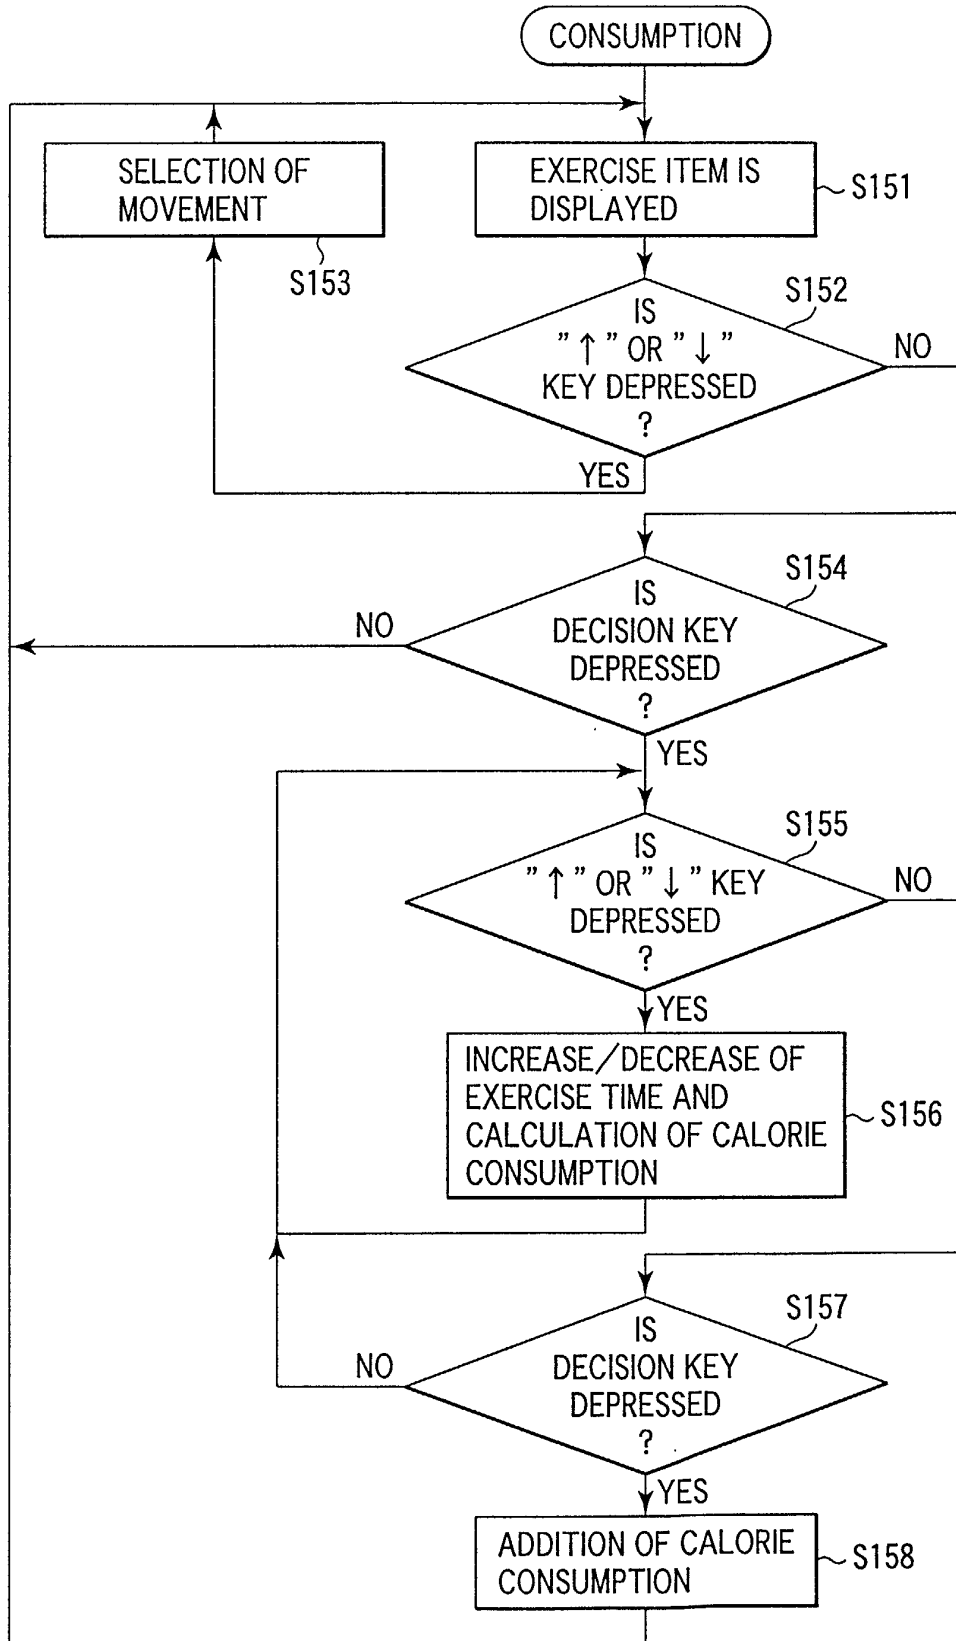 CONSUMPTION
EXERCISE ITEM IS
DISPLAYED
S151
SELECTION OF
MOVEMENT
S153
S152
IS
" ↑ " OR " ↓ "
KEY DEPRESSED
?
NO
YES
S154
IS
DECISION KEY
DEPRESSED
?
NO
YES
S155
IS
" ↑ " OR " ↓ " KEY
DEPRESSED
?
NO
YES
INCREASE/DECREASE OF
EXERCISE TIME AND
CALCULATION OF CALORIE
CONSUMPTION
S156
S157
IS
DECISION KEY
DEPRESSED
?
NO
YES
ADDITION OF CALORIE
CONSUMPTION
S158